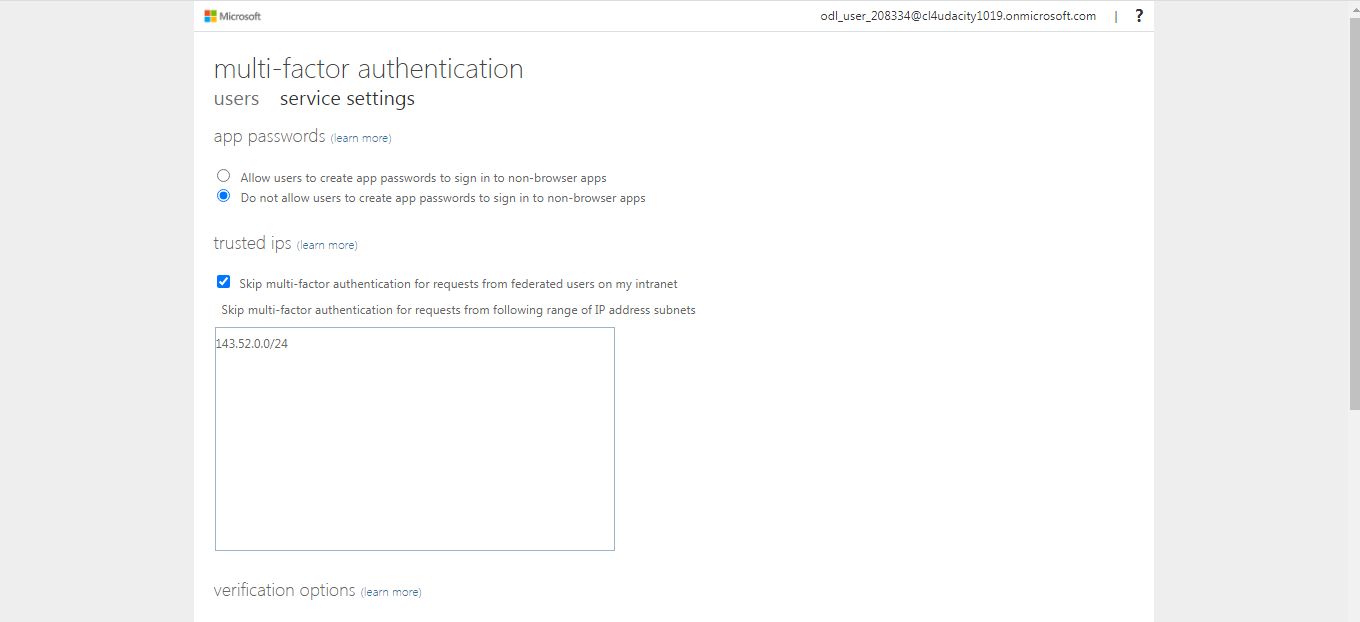 Microsoft
odl_user_208334@cl4udacity1019.onmicrosoft.com | ?
multi-factor authentication
users service settings
app passwords (learn more)
Allow users to create app passwords to sign in to non-browser apps
Do not allow users to create app passwords to sign in to non-browser apps
trusted ips (learn more)
Skip multi-factor authentication for requests from federated users on my intranet
Skip multi-factor authentication for requests from following range of IP address subnets
143.52.0.0/24
verification options (learn more)